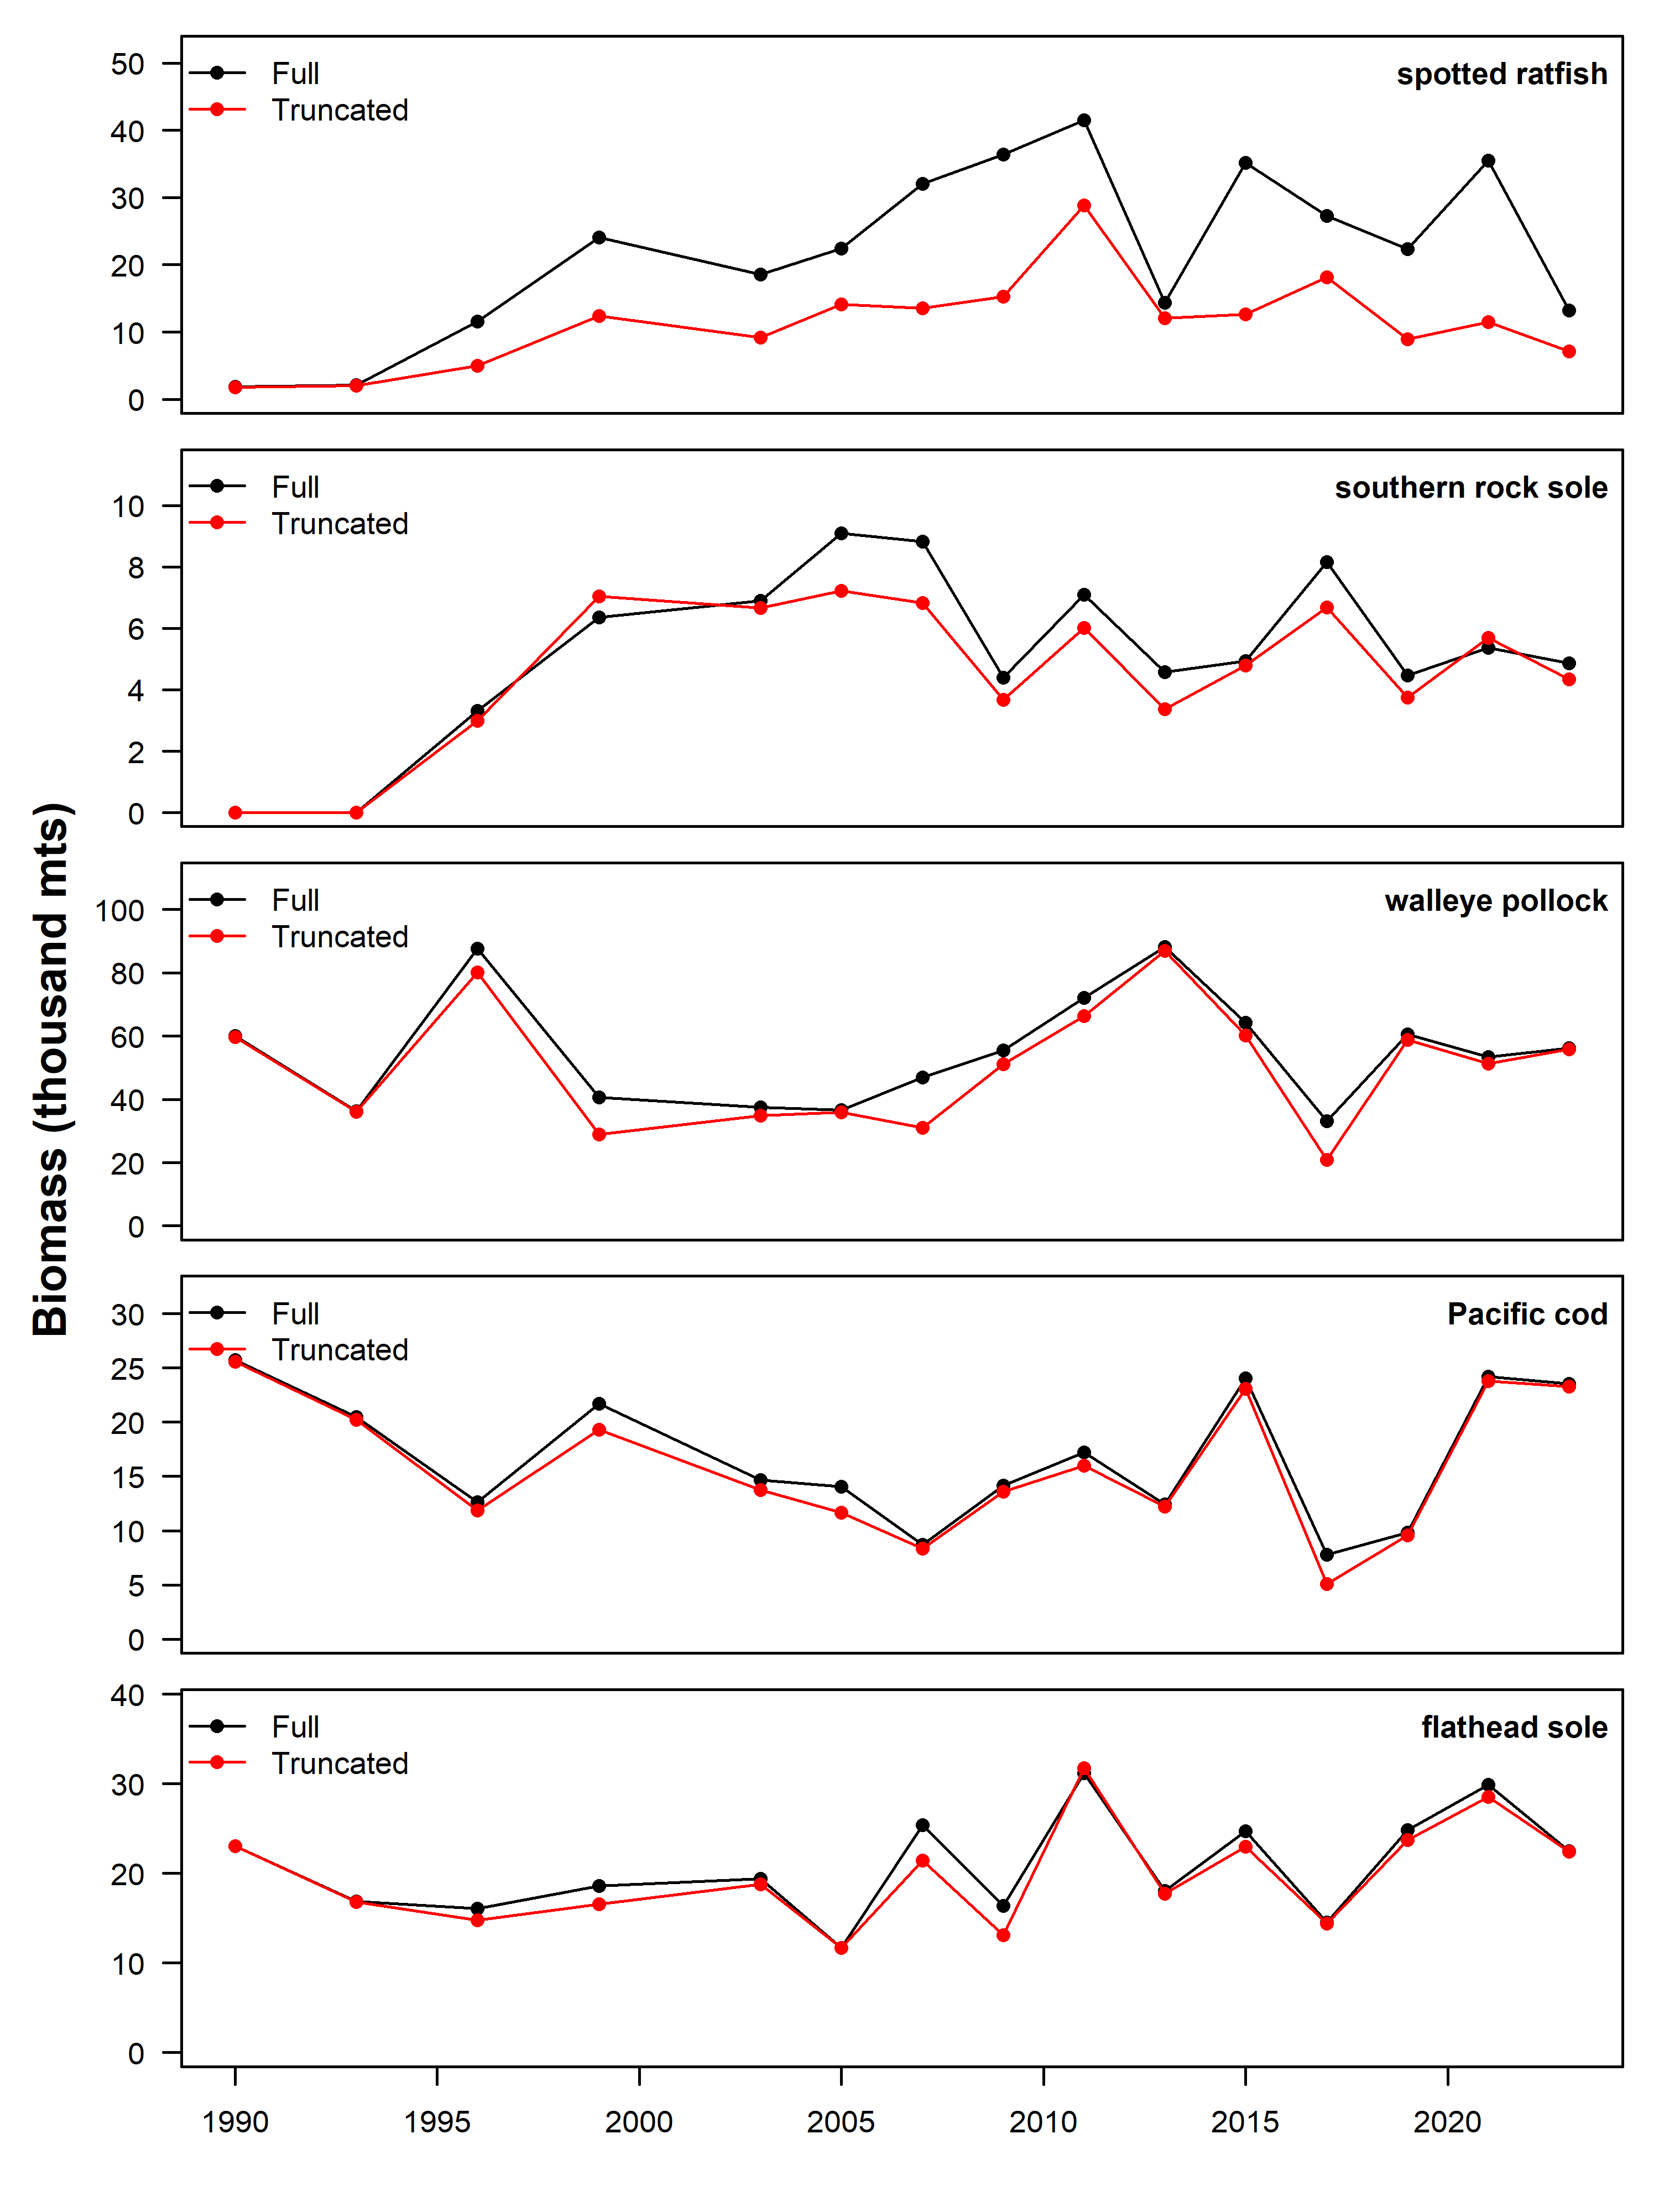 Biomass (thousand mts)
50
40
30
20
10
0
Full
Truncated
spotted ratfish
10
8
6
4
2
0
Full
Truncated
southern rock sole
100
80
60
40
20
0
Full
Truncated
walleye pollock
30
25
20
15
10
5
0
Full
Truncated
Pacific cod
40
30
20
10
0
Full
Truncated
flathead sole
1990 1995 2000 2005 2010 2015 2020